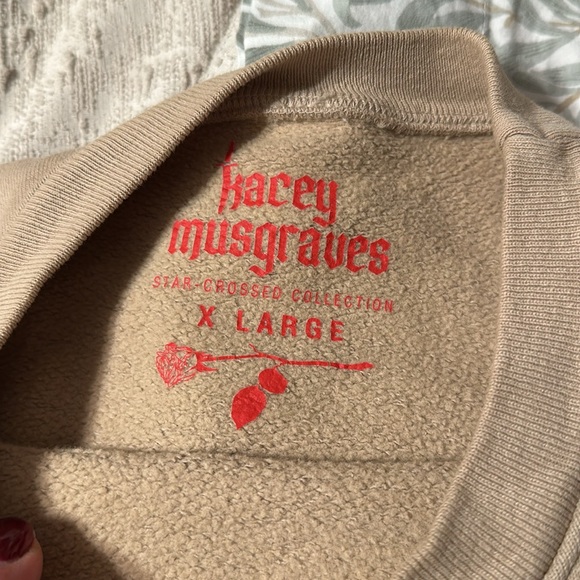 kacey
musgraves
STAR-CROSSED COLLECTION
X LARGE